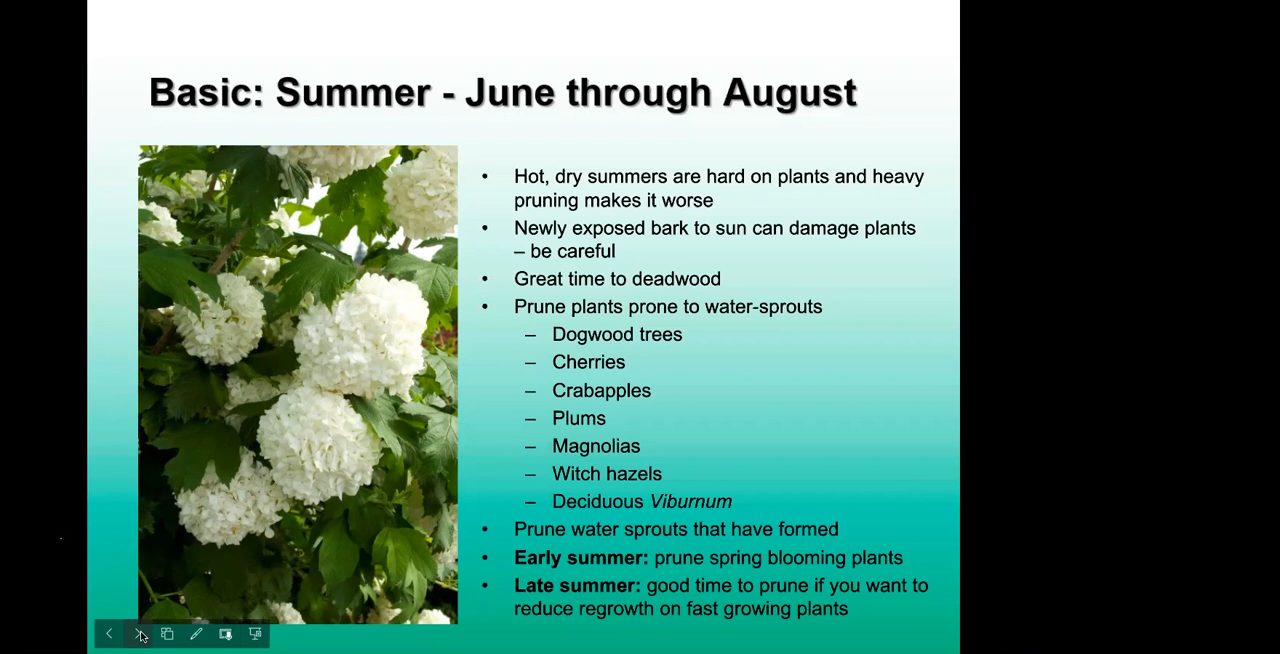 Basic: Summer - June through August
• Hot, dry summers are hard on plants and heavy
pruning makes it worse
• Newly exposed bark to sun can damage plants
– be careful
• Great time to deadwood
• Prune plants prone to water-sprouts
– Dogwood trees
– Cherries
– Crabapples
– Plums
– Magnolias
– Witch hazels
– Deciduous Viburnum
• Prune water sprouts that have formed
• Early summer: prune spring blooming plants
• Late summer: good time to prune if you want to
reduce regrowth on fast growing plants